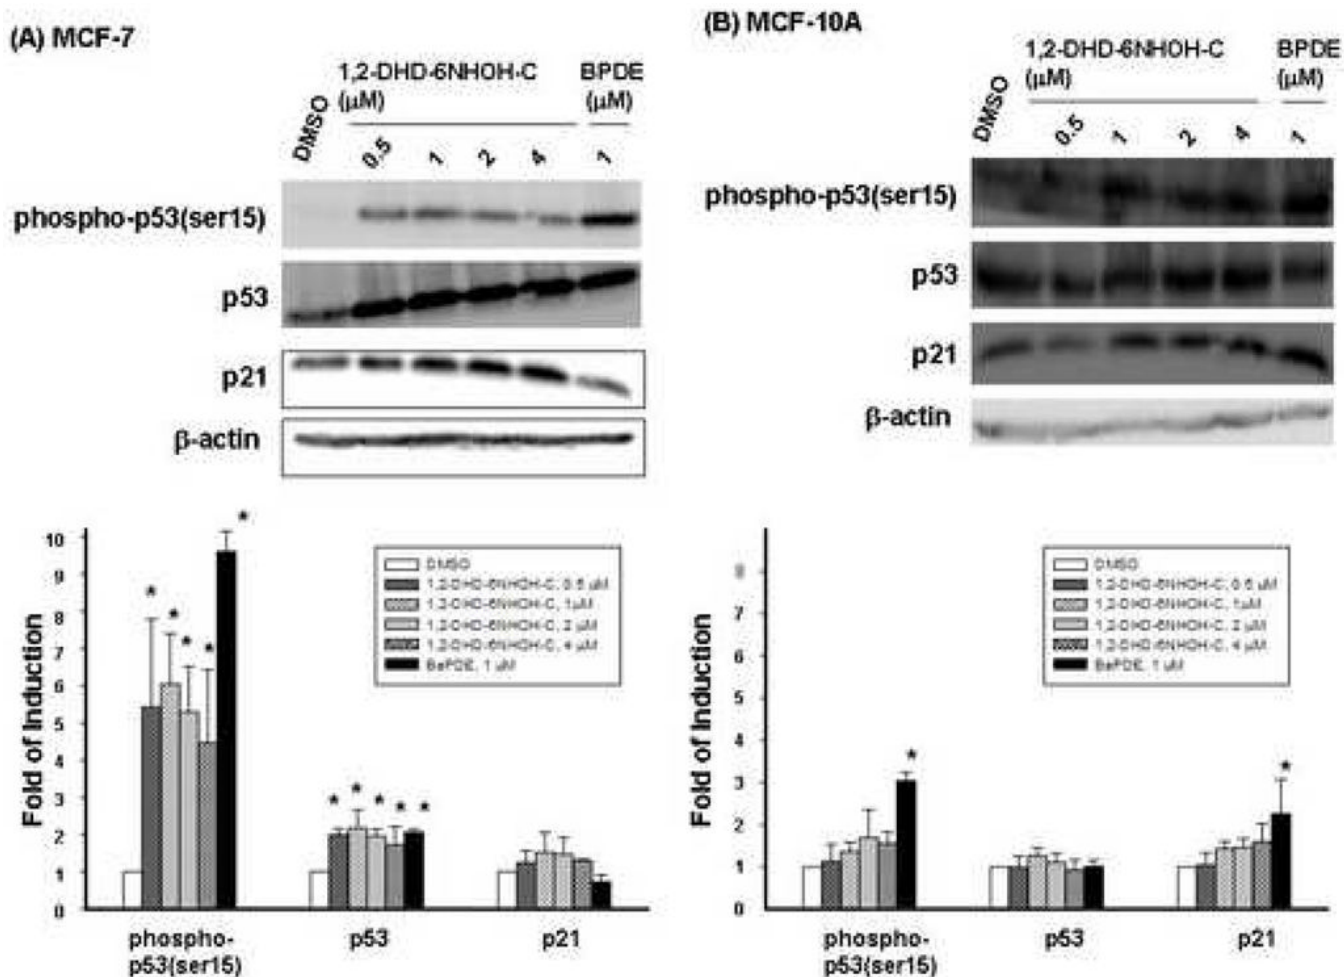 (A) MCF-7
1,2-DHD-6NHOH-C
(µM)
BPDE
(µM)
DMSO
0.5
1
2
4
1
phospho-p53(ser15)
p53
p21
β-actin
(B) MCF-10A
1,2-DHD-6NHOH-C
(µM)
BPDE
(µM)
DMSO
0.5
1
2
4
1
phospho-p53(ser15)
p53
p21
β-actin
Fold of Induction
10
9
8
7
6
5
4
3
2
1
0
* * * * *
* * * * *
DMSO
1,2-DHD-6NHOH-C, 0.5 µM
1,2-DHD-6NHOH-C, 1µM
1,2-DHD-6NHOH-C, 2 µM
1,2-DHD-6NHOH-C, 4 µM
BaPDE, 1 uM
phospho-
p53(ser15)
p53
p21
Fold of Induction
8
7
6
5
4
3
2
1
0
*
*
DMSO
1,2-DHD-6NHOH-C, 0.5 µM
1,2-DHD-6NHOH-C, 1µM
1,2-DHD-6NHOH-C, 2 µM
1,2-DHD-6NHOH-C, 4 µM
BaPDE, 1 uM
phospho-
p53(ser15)
p53
p21